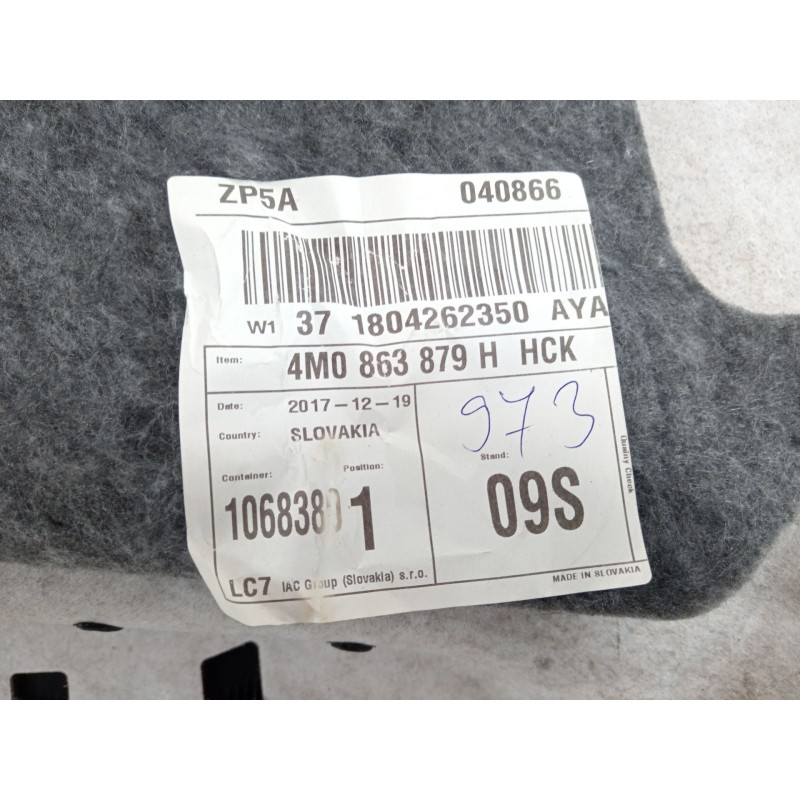 ZP5A 040866
W1 37 1804262350 AYA
Item: 4M0 863 879 H HCK
Date: 2017-12-19
973
Country: SLOVAKIA
Stand:
Quality Check
Container: Position:
1 09S
LC7 IAC Group (Slovakia) s.r.o.
MADE IN SLOVAKIA